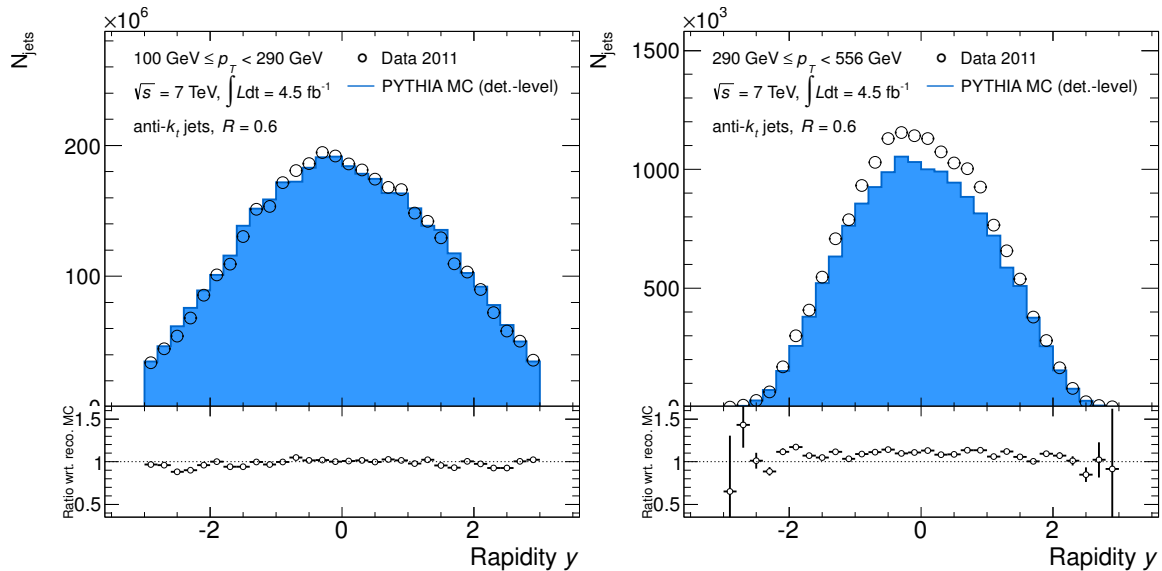 ×10⁶
N_jets
100 GeV ≤ p_T < 290 GeV
Data 2011
√s = 7 TeV, ∫Ldt = 4.5 fb⁻¹
PYTHIA MC (det.-level)
anti-k_t jets, R = 0.6
200
100
0
Ratio wrt. reco. MC
1.5
1
0.5
-2
0
2
Rapidity y
×10³
N_jets
290 GeV ≤ p_T < 556 GeV
Data 2011
√s = 7 TeV, ∫Ldt = 4.5 fb⁻¹
PYTHIA MC (det.-level)
anti-k_t jets, R = 0.6
1500
1000
500
0
Ratio wrt. reco. MC
1.5
1
0.5
-2
0
2
Rapidity y